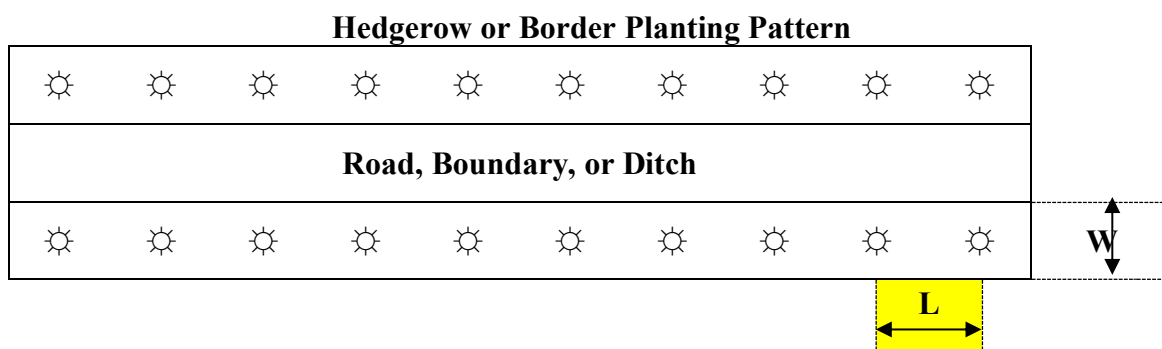 Hedgerow or Border Planting Pattern
Road, Boundary, or Ditch
W
L